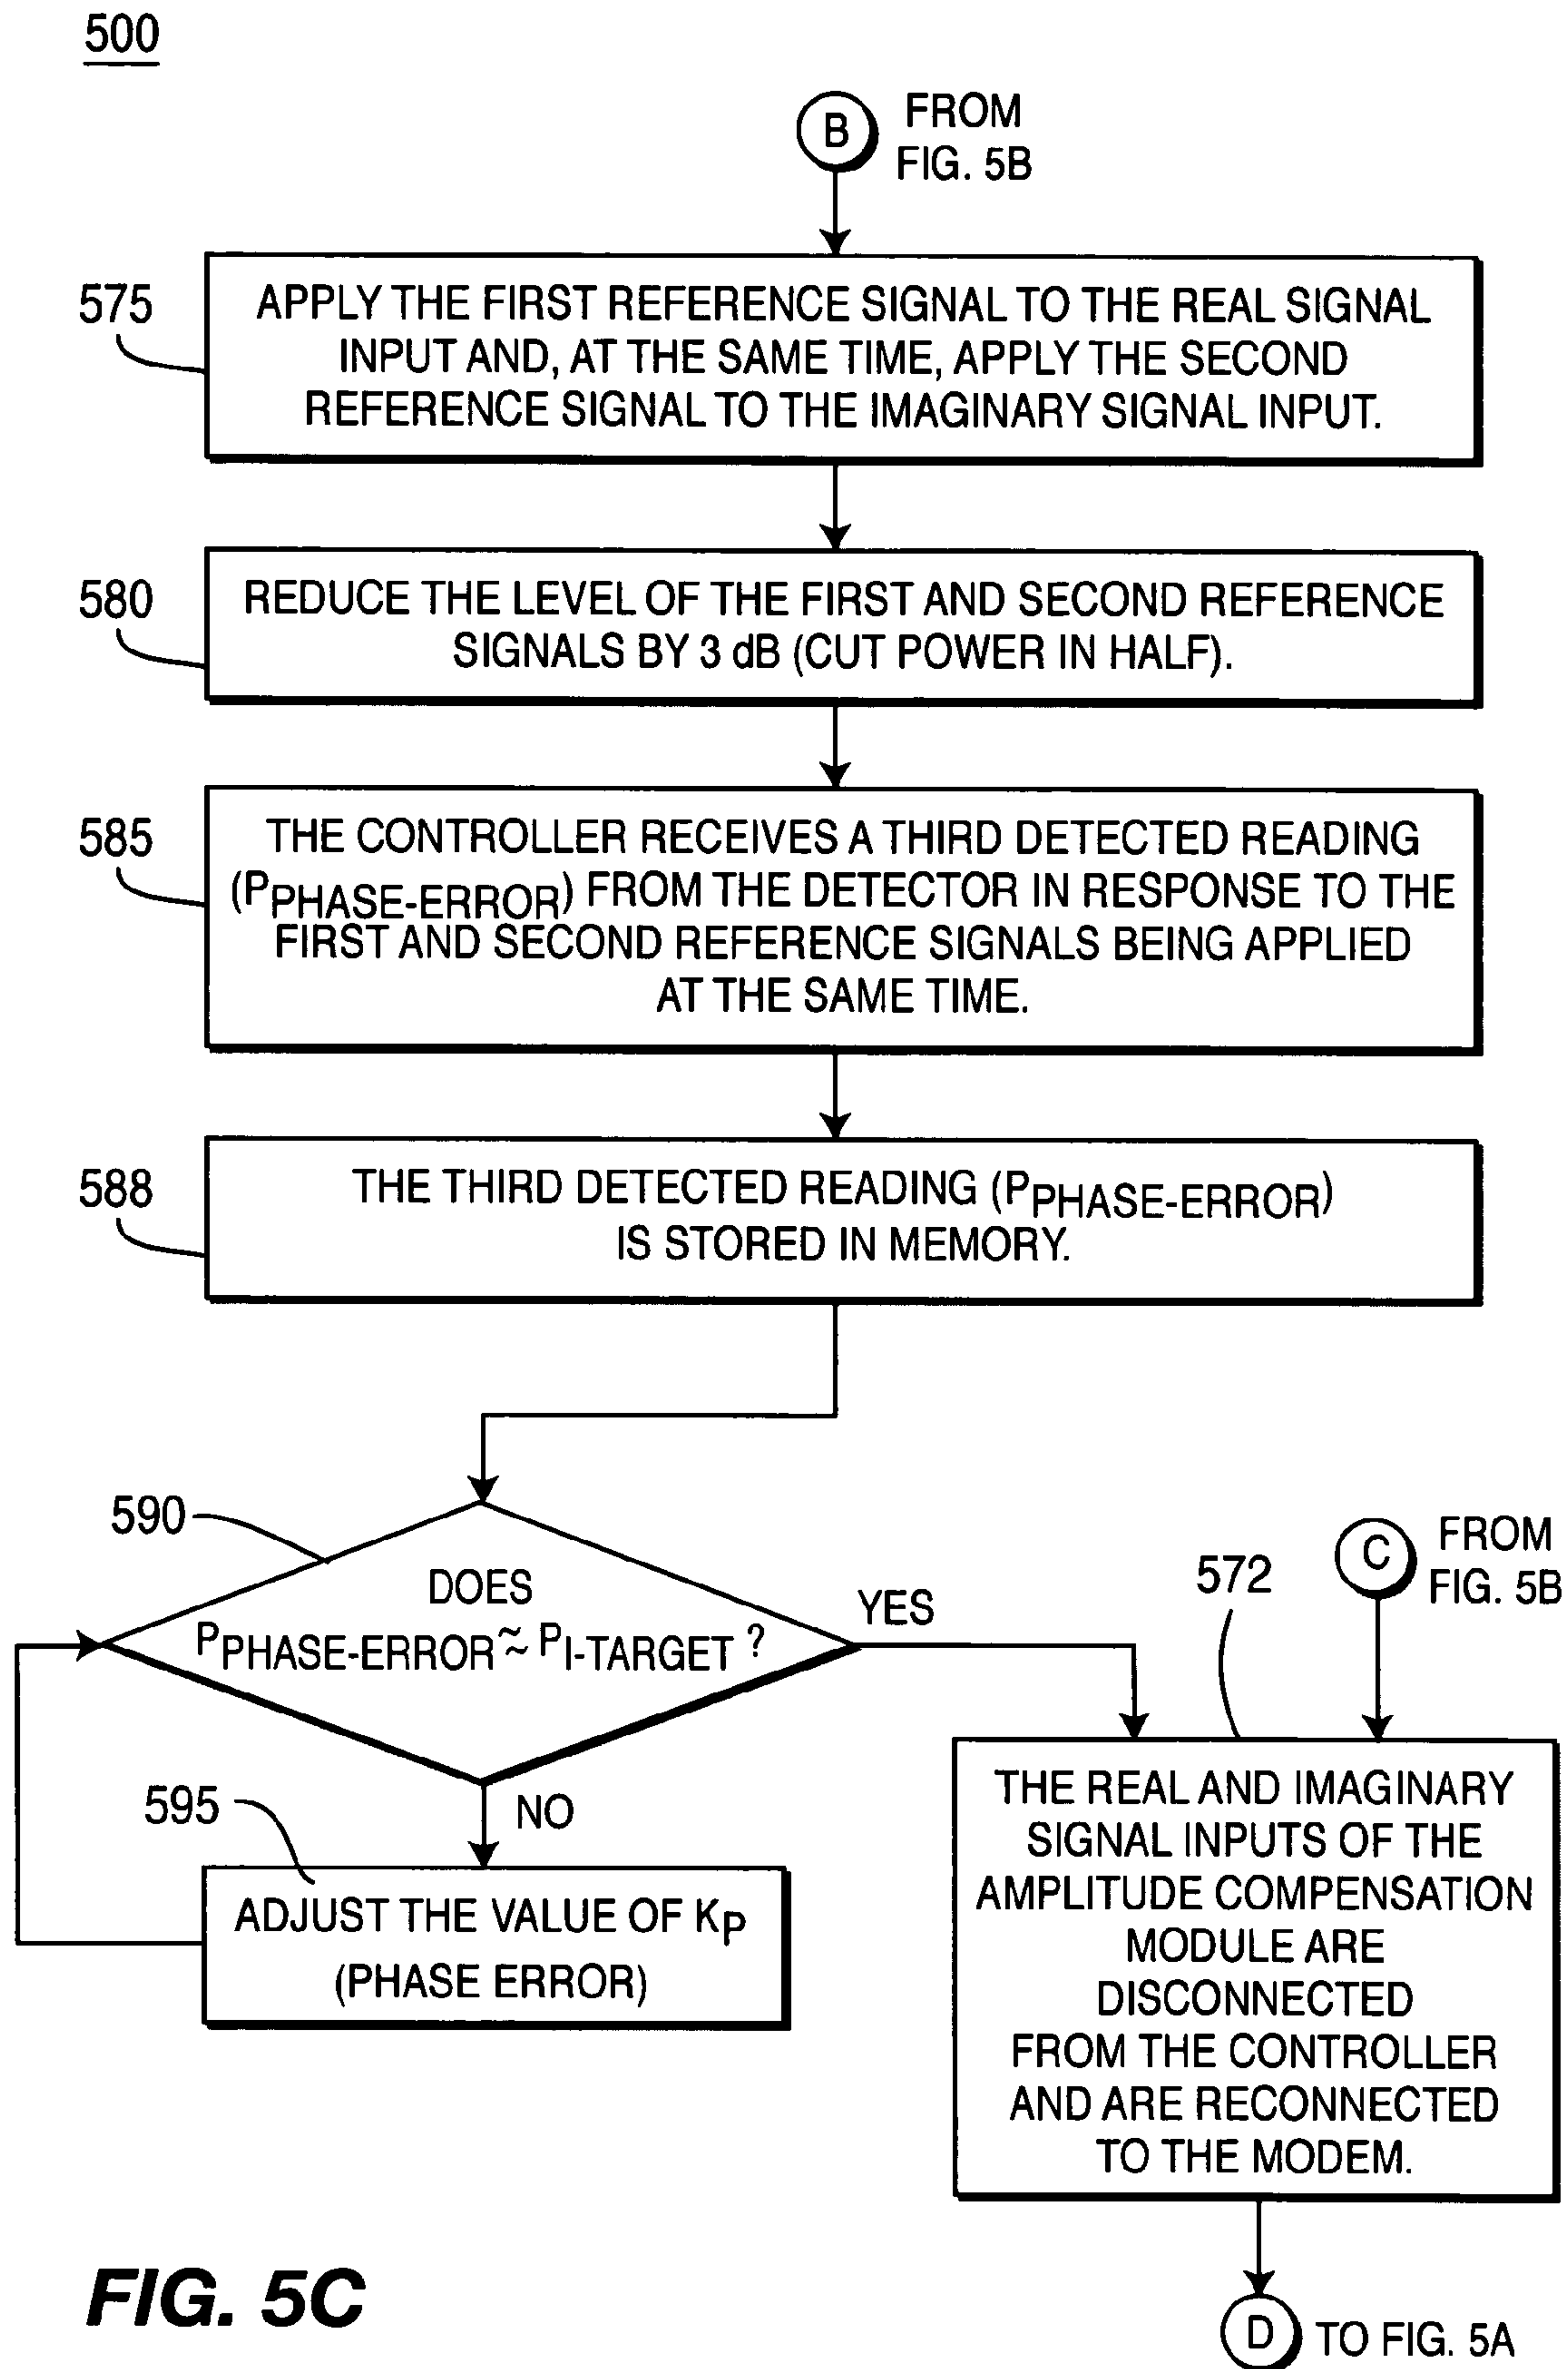 500
B
FROM
FIG. 5B
575
APPLY THE FIRST REFERENCE SIGNAL TO THE REAL SIGNAL
INPUT AND, AT THE SAME TIME, APPLY THE SECOND
REFERENCE SIGNAL TO THE IMAGINARY SIGNAL INPUT.
580
REDUCE THE LEVEL OF THE FIRST AND SECOND REFERENCE
SIGNALS BY 3 dB (CUT POWER IN HALF).
585
THE CONTROLLER RECEIVES A THIRD DETECTED READING
(PPHASE-ERROR) FROM THE DETECTOR IN RESPONSE TO THE
FIRST AND SECOND REFERENCE SIGNALS BEING APPLIED
AT THE SAME TIME.
588
THE THIRD DETECTED READING (PPHASE-ERROR)
IS STORED IN MEMORY.
590
DOES
PPHASE-ERROR ≈ PI-TARGET ?
YES
NO
595
ADJUST THE VALUE OF KP
(PHASE ERROR)
572
C
FROM
FIG. 5B
THE REAL AND IMAGINARY
SIGNAL INPUTS OF THE
AMPLITUDE COMPENSATION
MODULE ARE
DISCONNECTED
FROM THE CONTROLLER
AND ARE RECONNECTED
TO THE MODEM.
D
TO FIG. 5A
FIG. 5C